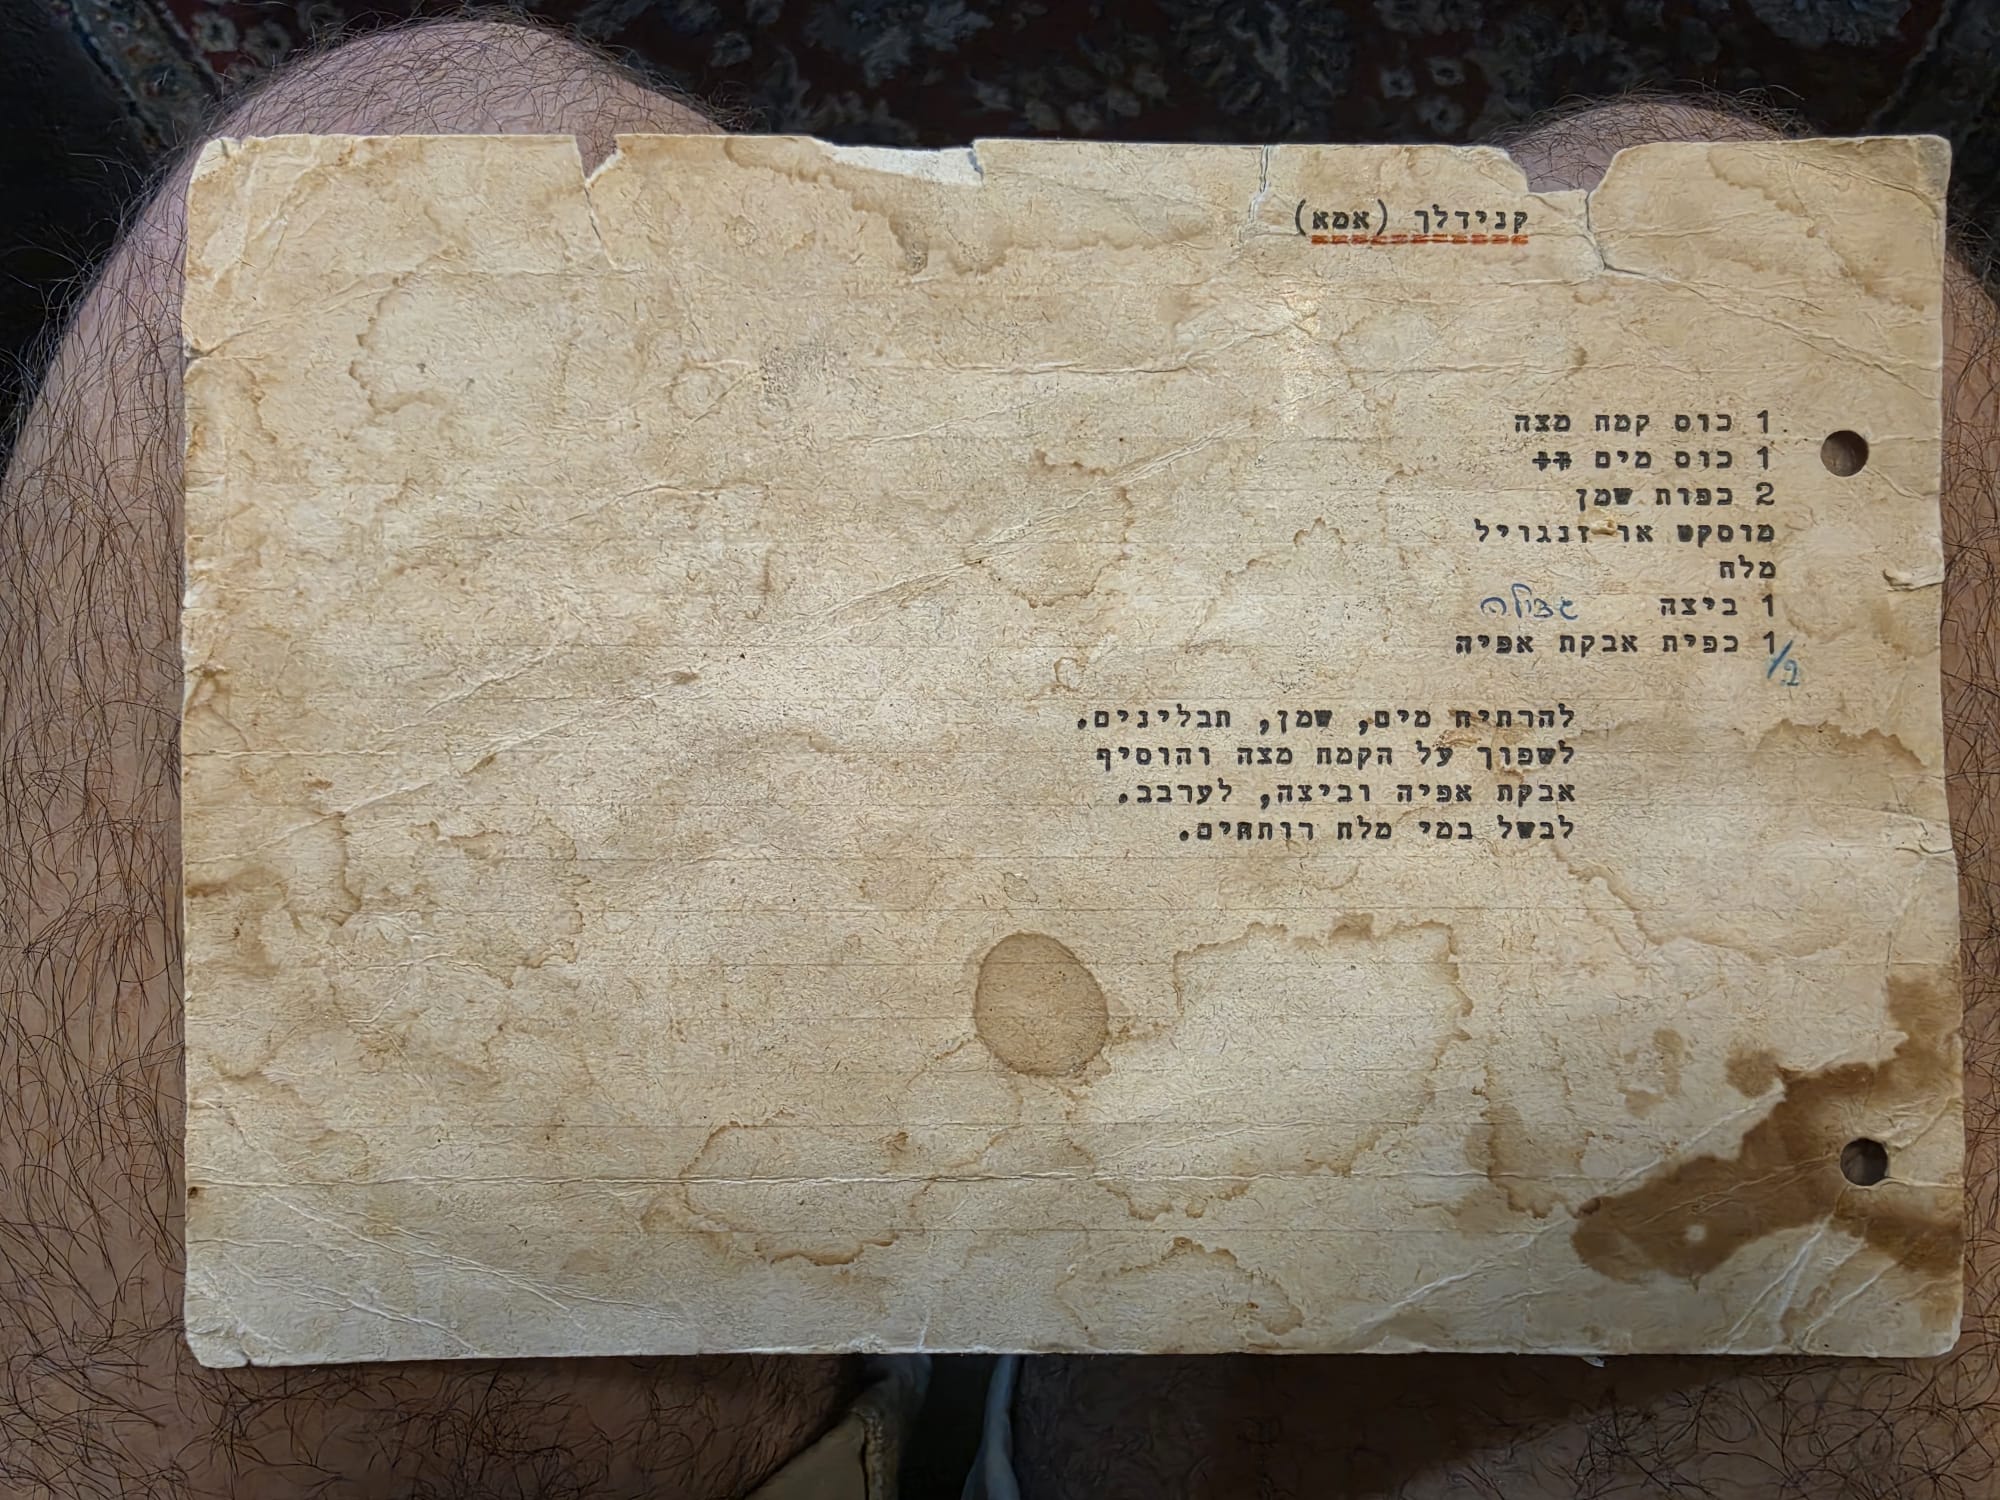 קנידלך (אמא)
1 כוס קמח מצה
1 כוס מים ++
2 כפות שמן
מוסקט או זנגויל
מלח
1 ביצה גדולה
1 1/2 כפית אבקת אפיה
להרתיח מים, שמן, תבלינים.
לשפוך על הקמח מצה והוסיף
אבקת אפיה וביצה, לערבב.
לבשל במי מלח רותחים.